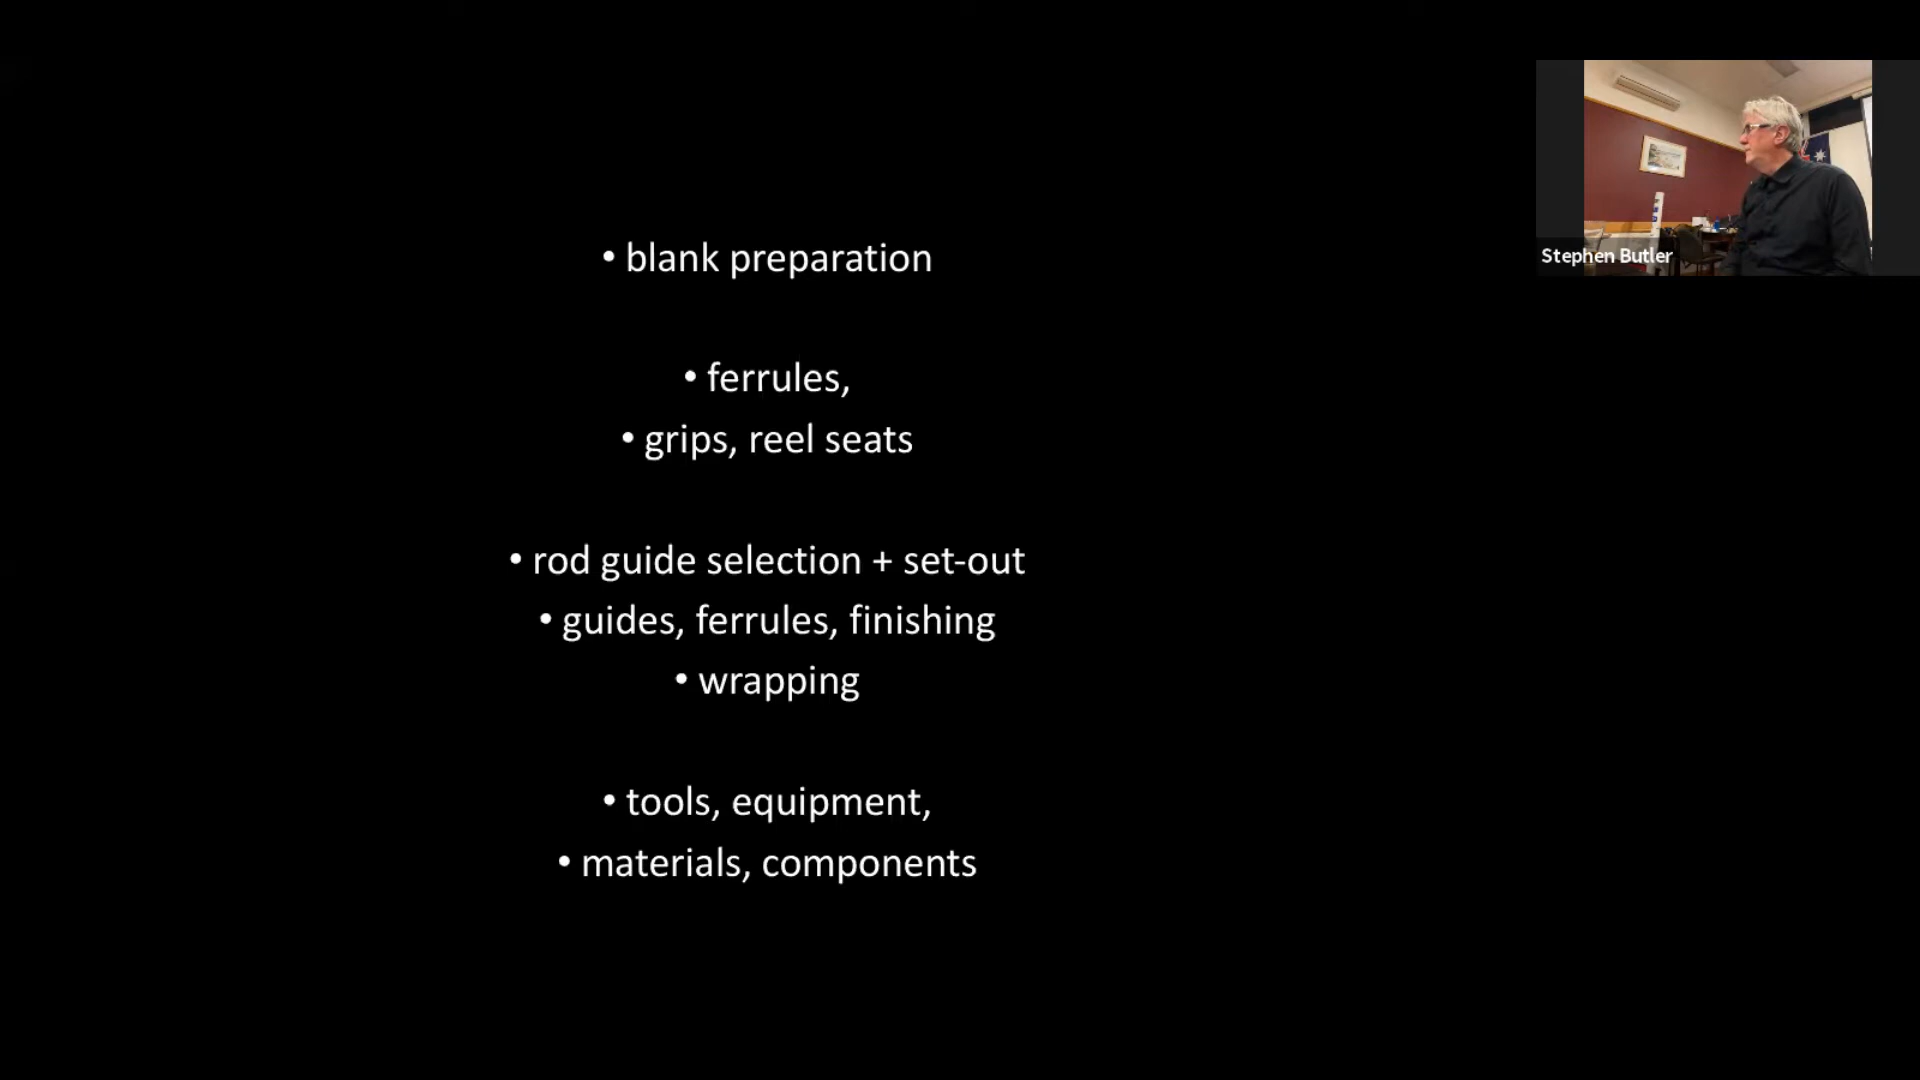 • blank preparation
• ferrules,
• grips, reel seats
• rod guide selection + set-out
• guides, ferrules, finishing
• wrapping
• tools, equipment,
• materials, components
Stephen Butler